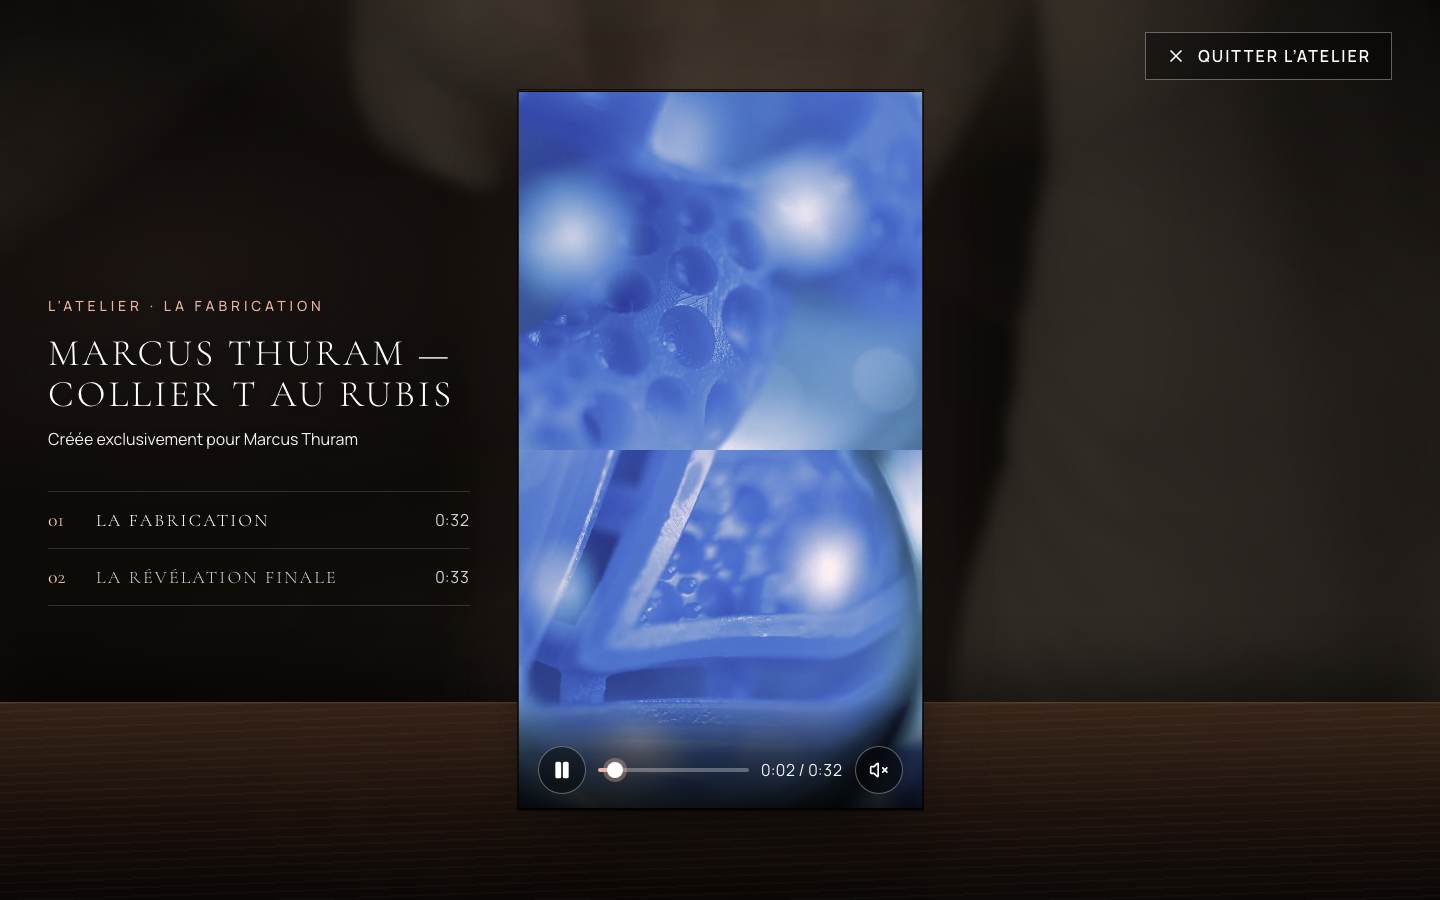 QUITTER L’ATELIER
L’ATELIER · LA FABRICATION
MARCUS THURAM —
COLLIER T AU RUBIS
Créée exclusivement pour Marcus Thuram
01 LA FABRICATION 0:32
02 LA RÉVÉLATION FINALE 0:33
0:02 / 0:32